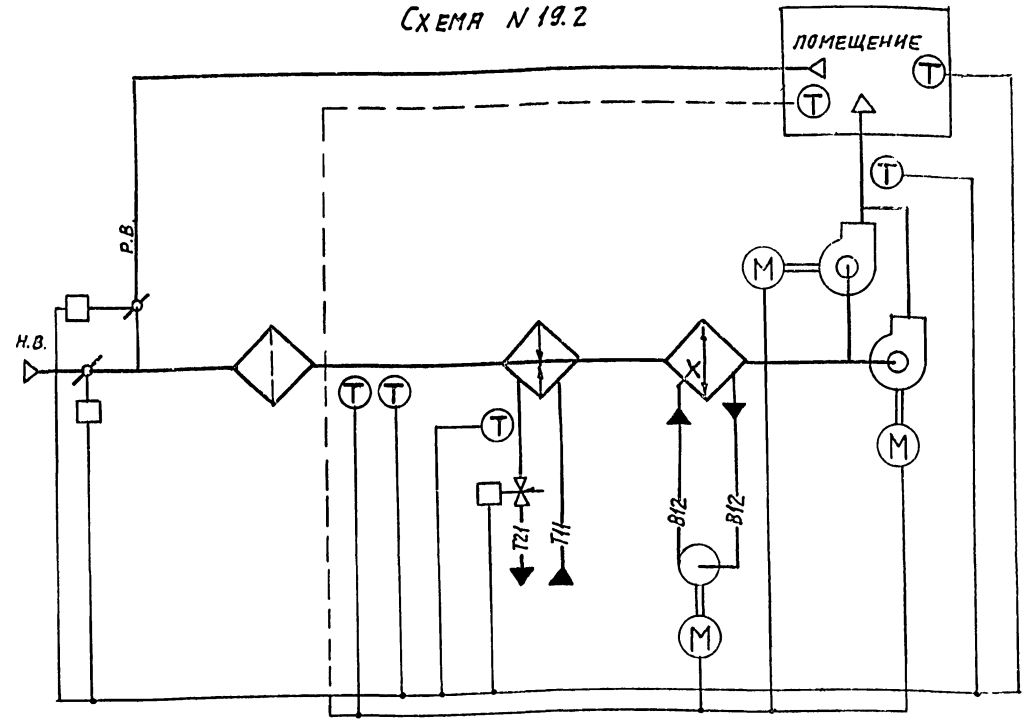 Схема N 19.2
ПОМЕЩЕНИЕ
Т
Т
Т
Р.В.
М
Н.В.
Т
Т
Т
М
Т21
Т11
В12
В12
М
Х